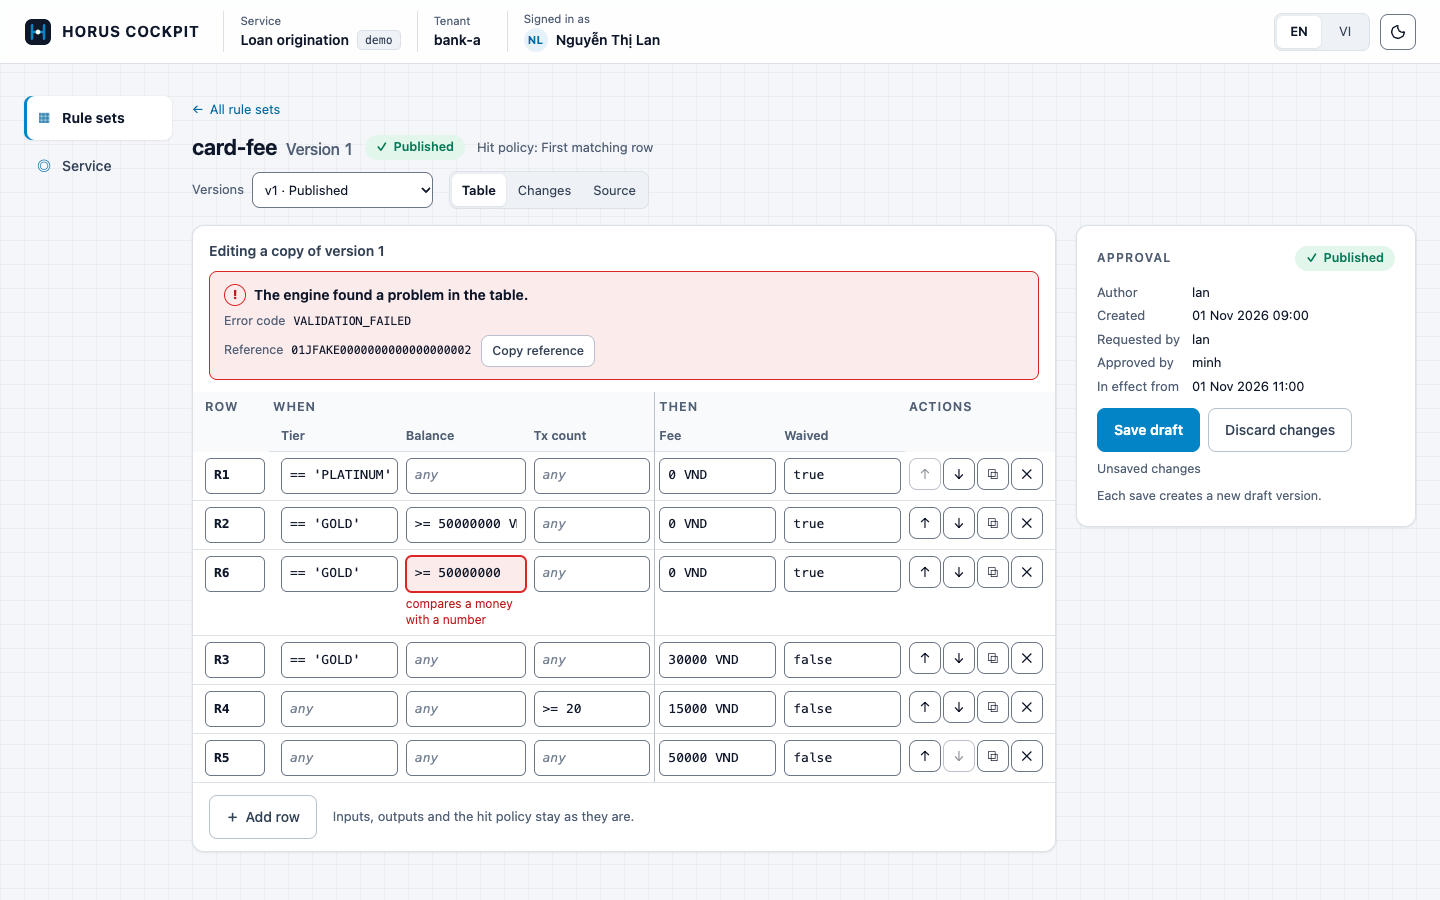 HORUS COCKPIT
Service
Loan origination demo
Tenant
bank-a
Signed in as
NL Nguyễn Thị Lan
EN VI
Rule sets
Service
← All rule sets
card-fee Version 1 ✓ Published Hit policy: First matching row
Versions v1 · Published Table Changes Source
Editing a copy of version 1
! The engine found a problem in the table.
Error code VALIDATION_FAILED
Reference 01JFAKE0000000000000000002 Copy reference
ROW WHEN THEN ACTIONS
Tier Balance Tx count Fee Waived
R1 == 'PLATINUM' any any 0 VND true ↑ ↓ ✕
R2 == 'GOLD' >= 50000000 any 0 VND true ↑ ↓ ✕
R6 == 'GOLD' >= 50000000 any 0 VND true ↑ ↓ ✕
compares a money
with a number
R3 == 'GOLD' any any 30000 VND false ↑ ↓ ✕
R4 any any >= 20 15000 VND false ↑ ↓ ✕
R5 any any any 50000 VND false ↑ ↓ ✕
+ Add row Inputs, outputs and the hit policy stay as they are.
APPROVAL ✓ Published
Author lan
Created 01 Nov 2026 09:00
Requested by lan
Approved by minh
In effect from 01 Nov 2026 11:00
Save draft Discard changes
Unsaved changes
Each save creates a new draft version.